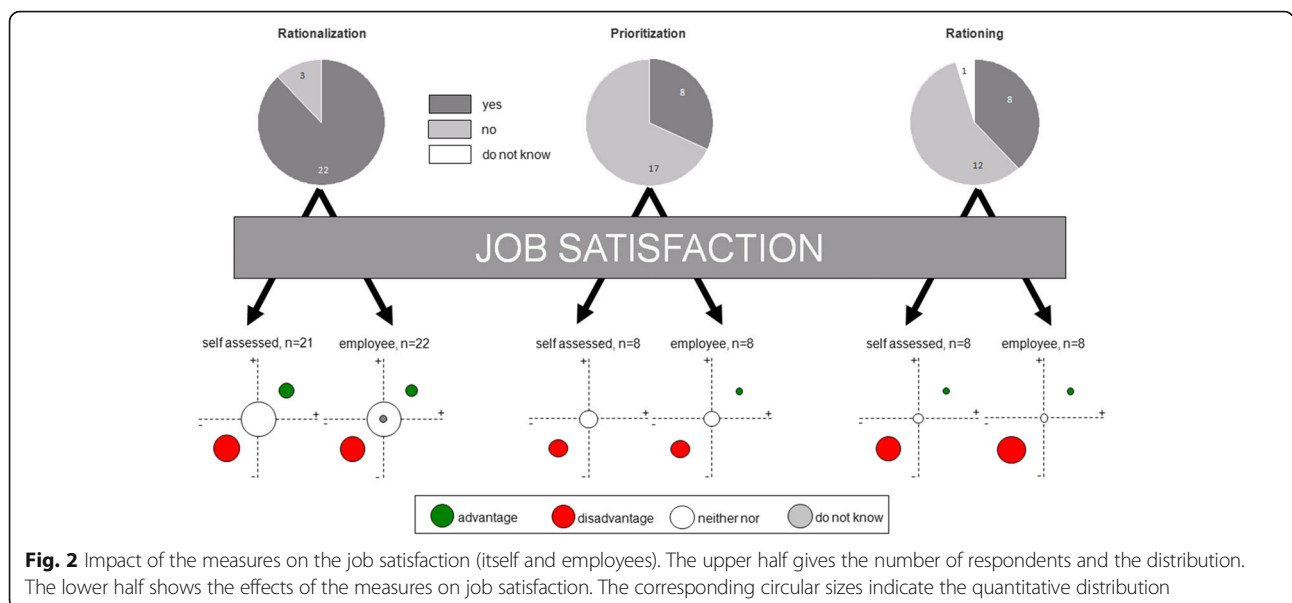 Rationalization
Prioritization
Rationing
3
22
yes
no
do not know
8
17
1
8
12
JOB SATISFACTION
self assessed, n=21
employee, n=22
self assessed, n=8
employee, n=8
self assessed, n=8
employee, n=8
+
+
-
-
+
+
-
-
+
+
-
-
+
+
-
-
+
+
-
-
+
+
-
-
advantage
disadvantage
neither nor
do not know
Fig. 2 Impact of the measures on the job satisfaction (itself and employees). The upper half gives the number of respondents and the distribution.
The lower half shows the effects of the measures on job satisfaction. The corresponding circular sizes indicate the quantitative distribution